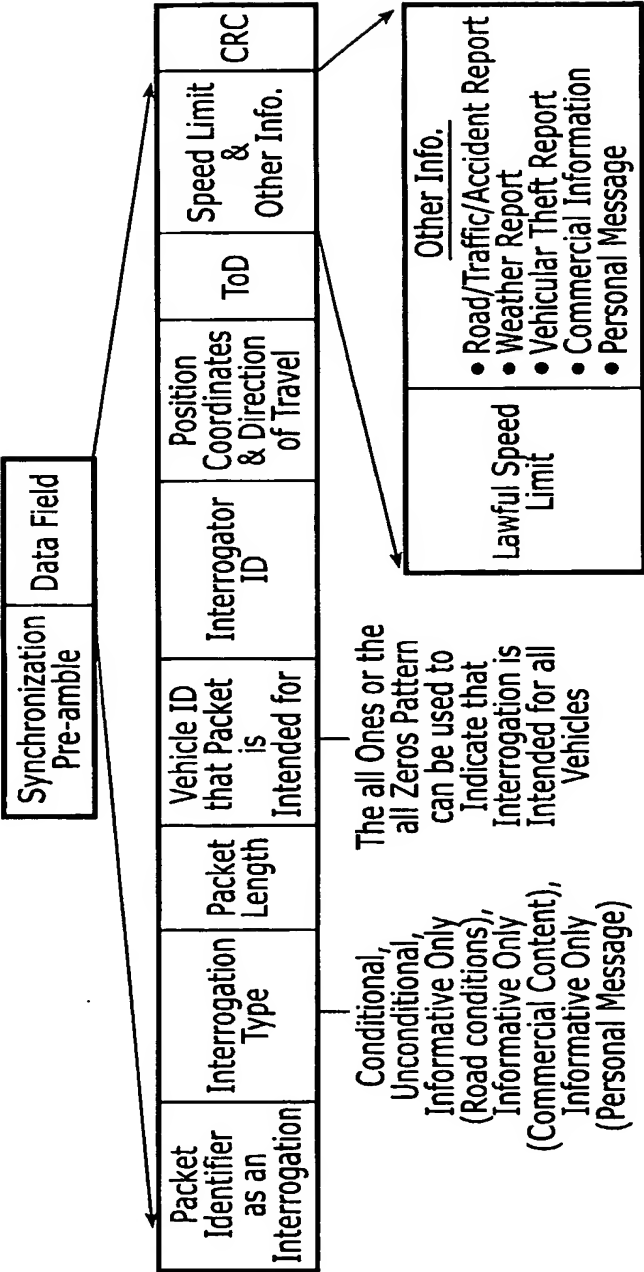 Synchronization
Pre-amble
Data Field
Packet
Identifier
as an
Interrogation
Interrogation
Type
Packet
Length
Vehicle ID
that Packet
is
Intended for
Interrogator
ID
Position
Coordinates
& Direction
of Travel
ToD
Speed Limit
&
Other Info.
CRC
Conditional,
Unconditional,
Informative Only
(Road conditions),
Informative Only
(Commercial Content),
Informative Only
(Personal Message)
The all Ones or the
all Zeros Pattern
can be used to
Indicate that
Interrogation is
Intended for all
Vehicles
Lawful Speed
Limit
Other Info.
• Road/Traffic/Accident Report
• Weather Report
• Vehicular Theft Report
• Commercial Information
• Personal Message